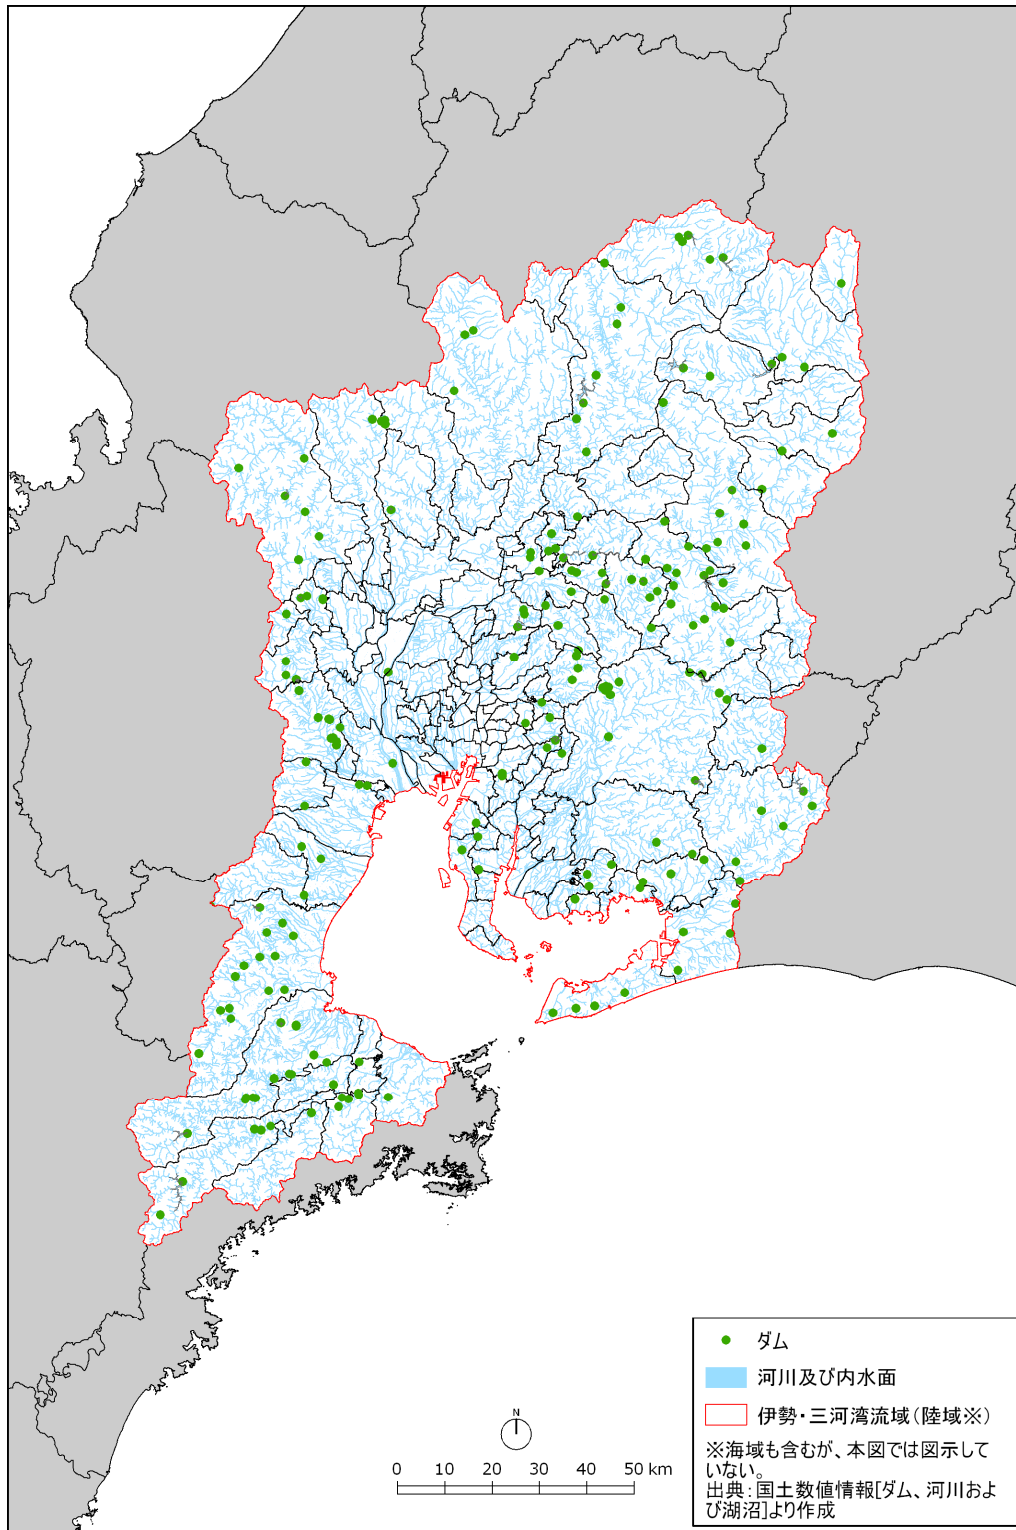 N
0 10 20 30 40 50 km
ダム
河川及び内水面
伊勢・三河湾流域(陸域※)
※海域も含むが、本図では図示して
いない。
出典:国土数値情報[ダム、河川およ
び湖沼]より作成